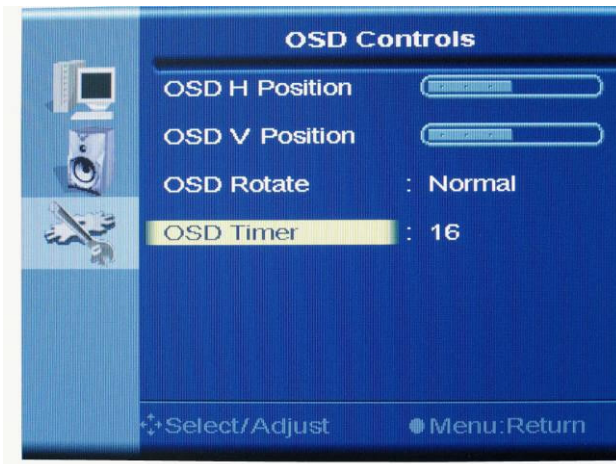 OSD Controls
OSD H Position
OSD V Position
OSD Rotate : Normal
OSD Timer : 16
Select/Adjust Menu:Return